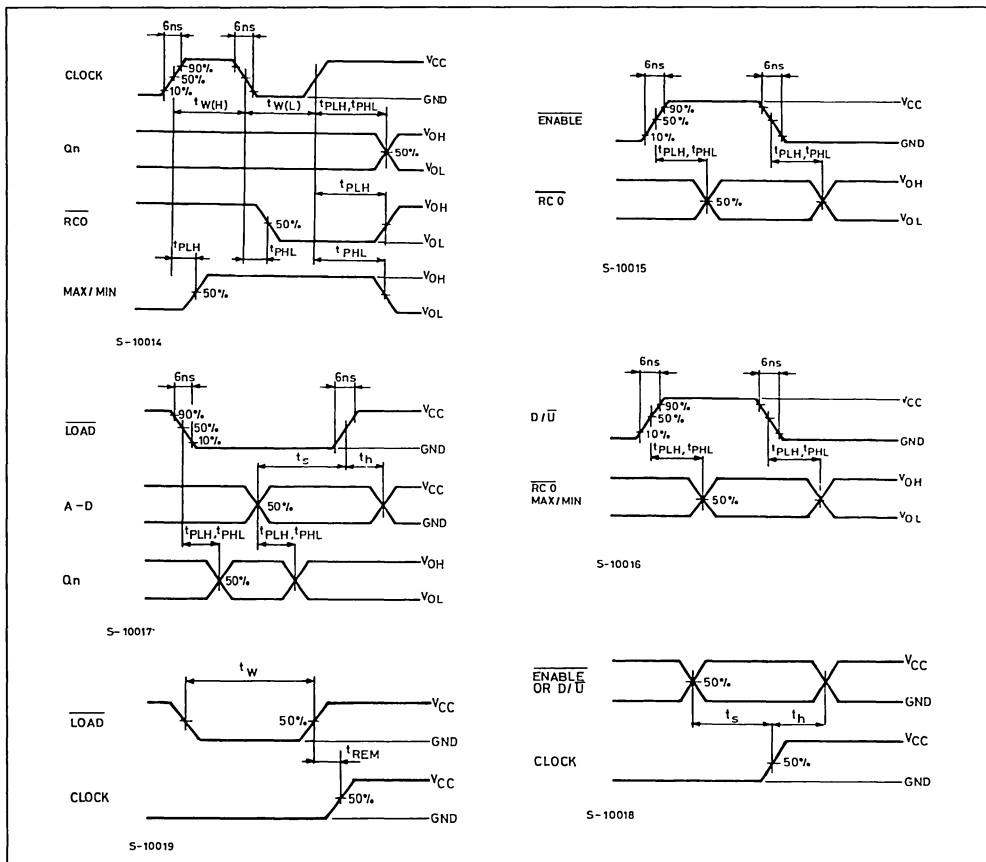 6ns 6ns
CLOCK
90%
50%
10%
VCC
GND
tW(H) tW(L) tPLH,tPHL
Qn
VOH
50%
VOL
tPLH
RCO
VOH
50%
VOL
tPLH tPHL tPHL
MAX/MIN
VOH
50%
VOL
S-10014
6ns 6ns
ENABLE
90%
50%
10%
VCC
GND
tPLH,tPHL tPLH,tPHL
RC0
VOH
50%
VOL
S-10015
6ns 6ns
LOAD
90%
50%
10%
VCC
GND
ts th
A-D
VCC
50%
GND
tPLH,tPHL tPLH,tPHL
Qn
VOH
50%
VOL
S-10017
6ns 6ns
D/U
90%
50%
10%
VCC
GND
tPLH,tPHL tPLH,tPHL
RC0
MAX/MIN
VOH
50%
VOL
S-10016
tW
LOAD
50%
VCC
GND
tREM
CLOCK
VCC
50%
GND
S-10019
ENABLE
OR D/U
VCC
50%
GND
ts th
CLOCK
VCC
50%
GND
S-10018